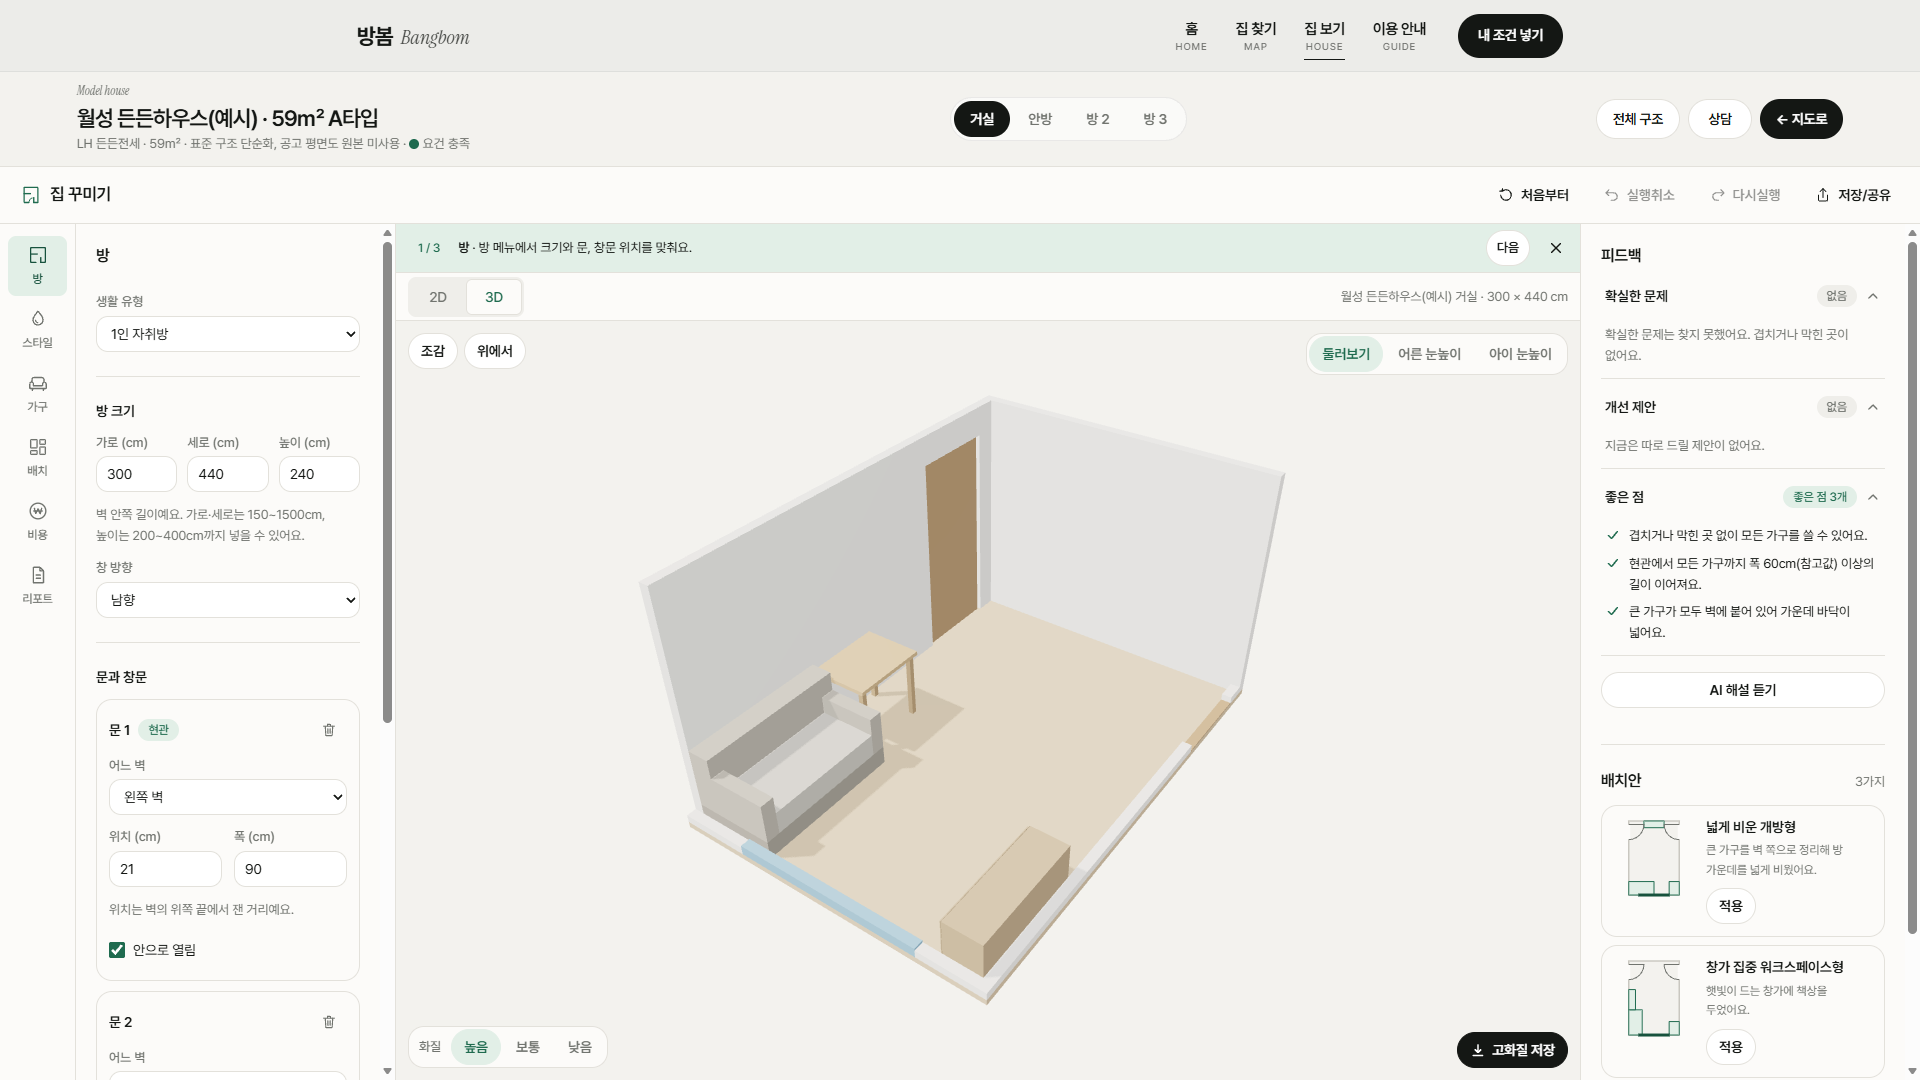 방봄 Bangbom
홈
HOME
집 찾기
MAP
집 보기
HOUSE
이용 안내
GUIDE
내 조건 넣기
Model house
월성 든든하우스(예시) · 59m² A타입
LH 든든전세 · 59m² · 표준 구조 단순화, 공고 평면도 원본 미사용 · 요건 충족
거실
안방
방 2
방 3
전체 구조
상담
← 지도로
집 꾸미기
처음부터
실행취소
다시실행
저장/공유
방
스타일
가구
배치
비용
리포트
방
생활 유형
1인 자취방
방 크기
가로 (cm)
세로 (cm)
높이 (cm)
300
440
240
벽 안쪽 길이예요. 가로·세로는 150~1500cm,
높이는 200~400cm까지 넣을 수 있어요.
창 방향
남향
문과 창문
문 1
현관
어느 벽
왼쪽 벽
위치 (cm)
폭 (cm)
21
90
위치는 벽의 위쪽 끝에서 잰 거리예요.
안으로 열림
문 2
어느 벽
1 / 3
방 · 방 메뉴에서 크기와 문, 창문 위치를 맞춰요.
다음
2D
3D
월성 든든하우스(예시) 거실 · 300 × 440 cm
조감
위에서
둘러보기
어른 눈높이
아이 눈높이
화질
높음
보통
낮음
고화질 저장
피드백
확실한 문제
없음
확실한 문제는 찾지 못했어요. 겹치거나 막힌 곳이
없어요.
개선 제안
없음
지금은 따로 드릴 제안이 없어요.
좋은 점
좋은 점 3개
겹치거나 막힌 곳 없이 모든 가구를 쓸 수 있어요.
현관에서 모든 가구까지 폭 60cm(참고값) 이상의
길이 이어져요.
큰 가구가 모두 벽에 붙어 있어 가운데 바닥이
넓어요.
AI 해설 듣기
배치안
3가지
넓게 비운 개방형
큰 가구를 벽 쪽으로 정리해 방
가운데를 넓게 비웠어요.
적용
창가 집중 워크스페이스형
햇빛이 드는 창가에 책상을
두었어요.
적용